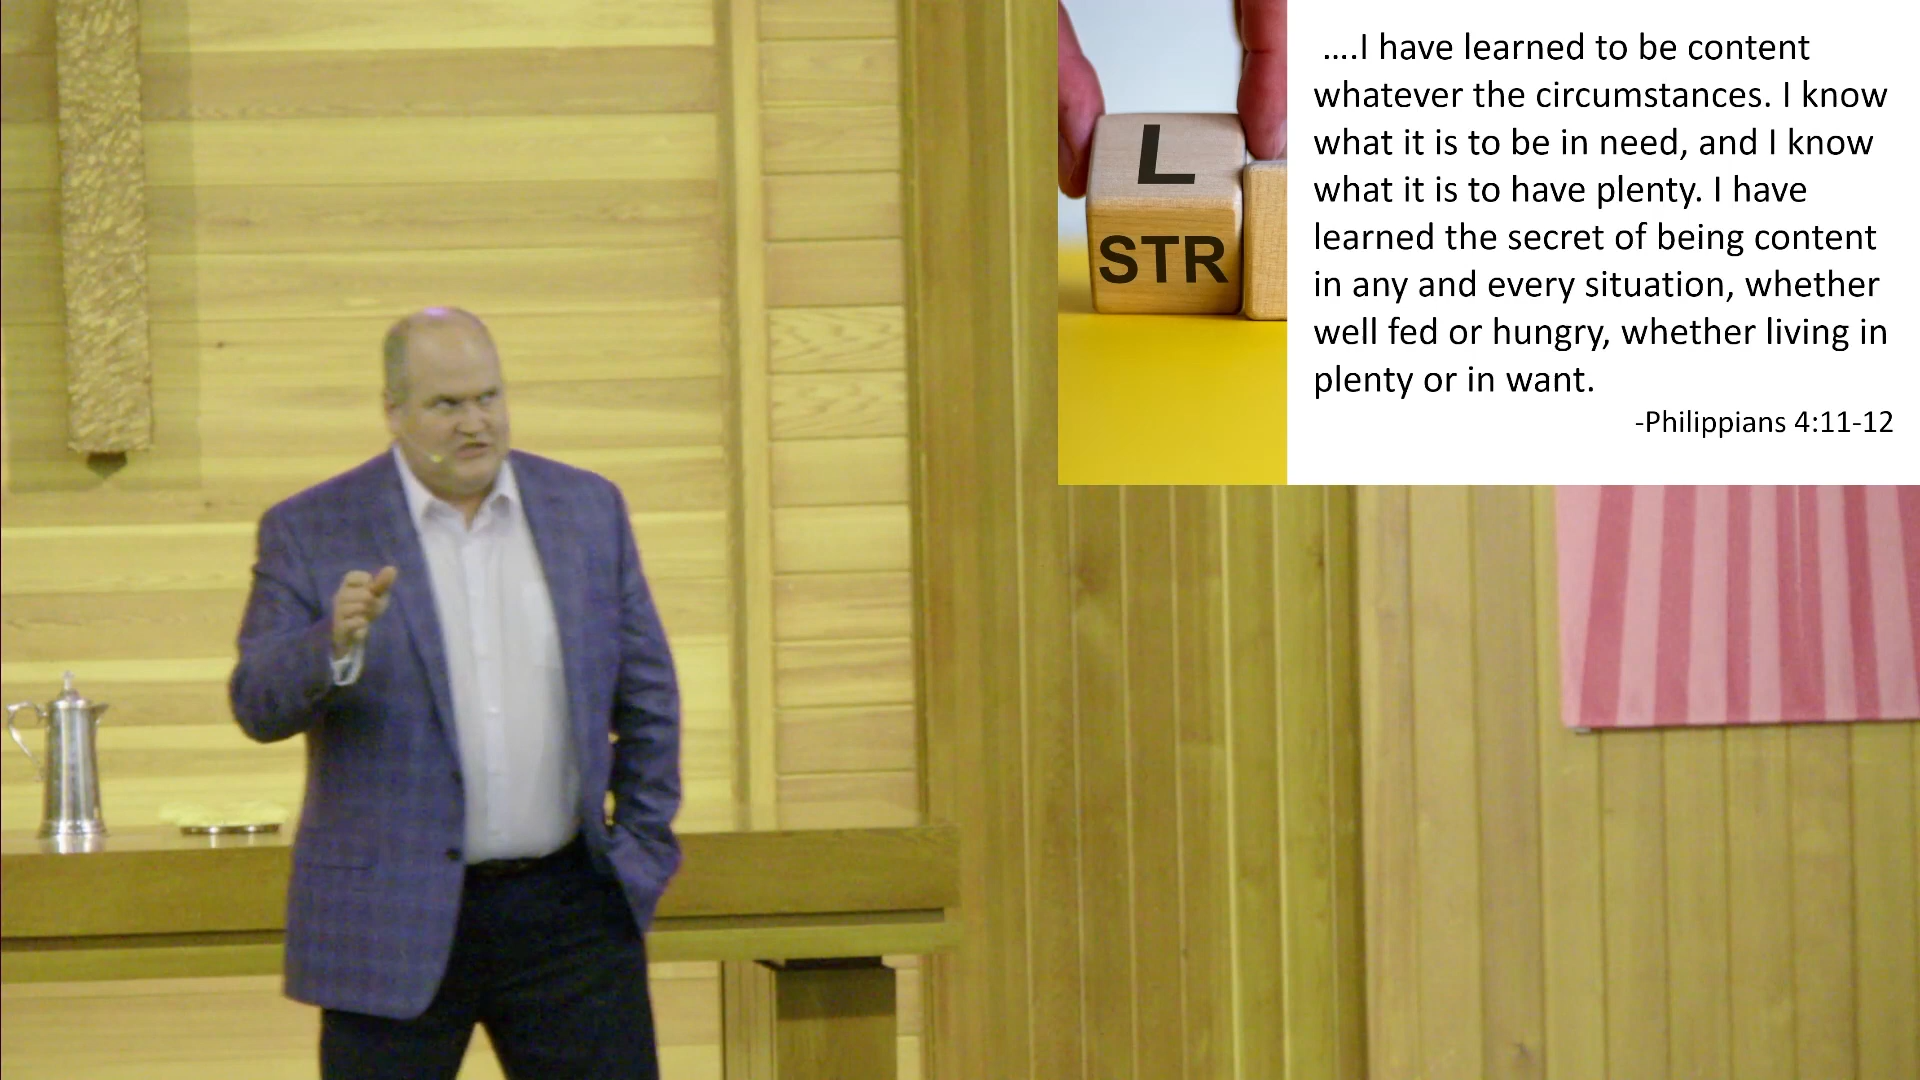 L
STR
....I have learned to be content
whatever the circumstances. I know
what it is to be in need, and I know
what it is to have plenty. I have
learned the secret of being content
in any and every situation, whether
well fed or hungry, whether living in
plenty or in want.
-Philippians 4:11-12